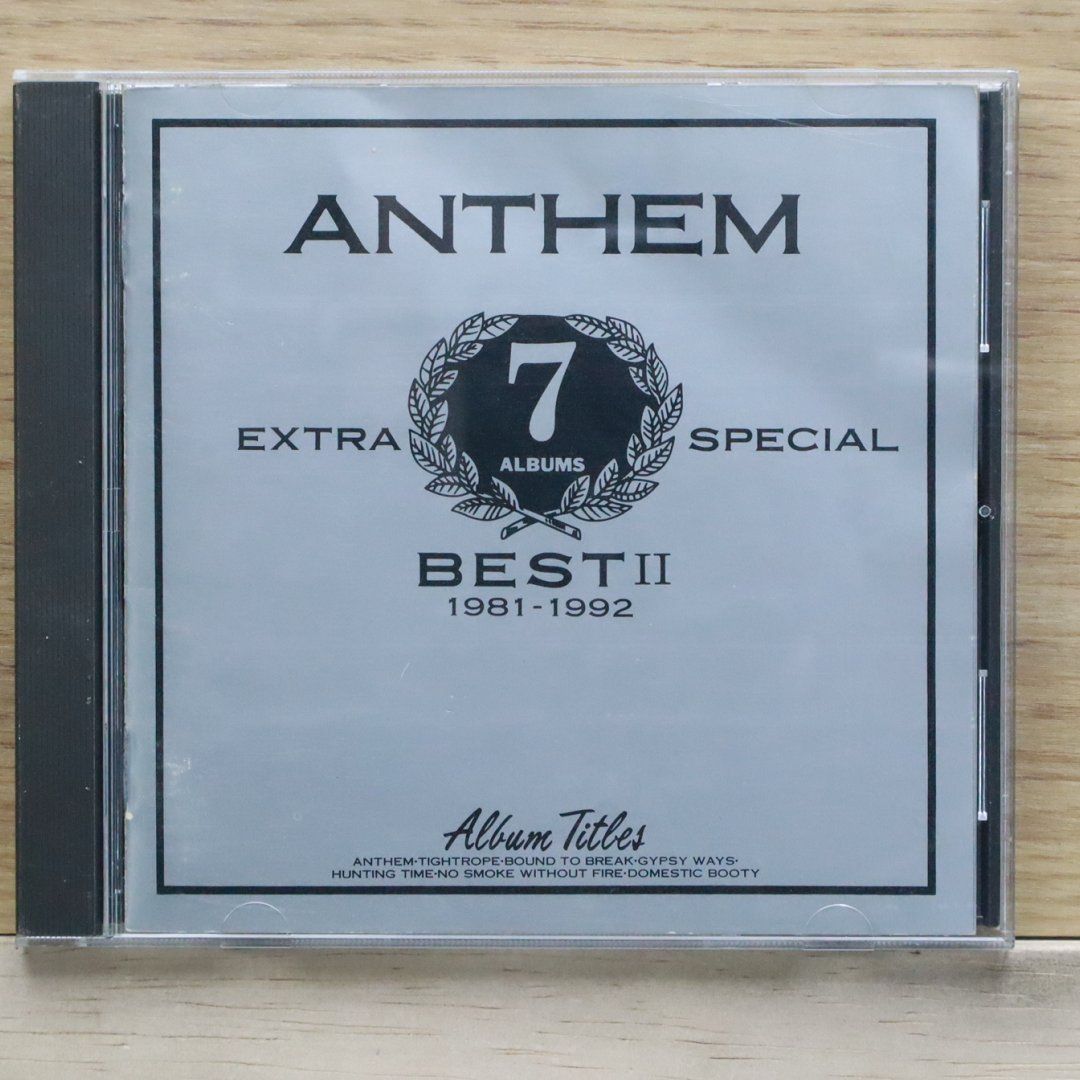 ANTHEM
7
ALBUMS
EXTRA SPECIAL
BEST II
1981-1992
Album Titles
ANTHEM·TIGHTROPE·BOUND TO BREAK·GYPSY WAYS·
HUNTING TIME·NO SMOKE WITHOUT FIRE·DOMESTIC BOOTY